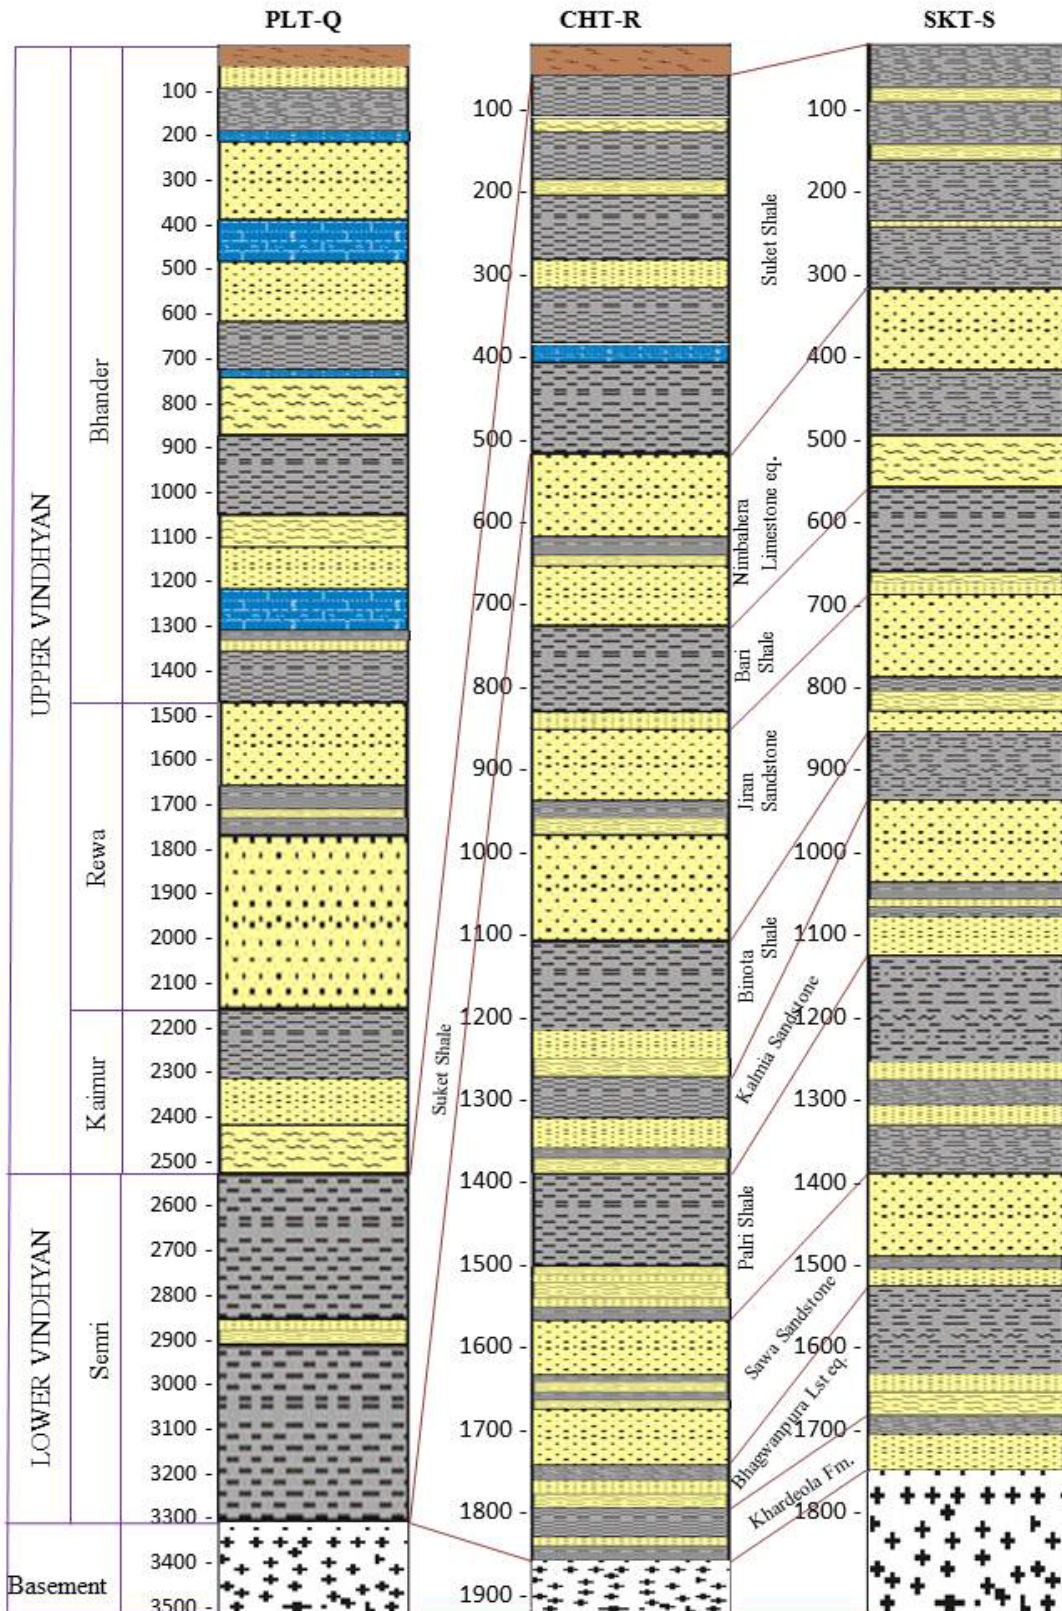 PLT-Q
CHT-R
SKT-S
UPPER VINDHYAN
LOWER VINDHYAN
Basement
Bhander
Rewa
Kaimur
Semri
100 -
200 -
300 -
400 -
500 -
600 -
700 -
800 -
900 -
1000 -
1100 -
1200 -
1300 -
1400 -
1500 -
1600 -
1700 -
1800 -
1900 -
2000 -
2100 -
2200 -
2300 -
2400 -
2500 -
2600 -
2700 -
2800 -
2900 -
3000 -
3100 -
3200 -
3300 -
3400 -
3500 -
Suket Shale
100 -
200 -
300 -
400 -
500 -
600 -
700 -
800 -
900 -
1000 -
1100 -
1200 -
1300 -
1400 -
1500 -
1600 -
1700 -
1800 -
1900 -
Suket Shale
Nimbahera
Limestone eq.
Bari
Shale
Jiran
Sandstone
Binota
Shale
Kalmia Sandstone
Palri Shale
Sawa Sandstone
Bhagwanpura Lst eq.
Khardeola Fm.
100 -
200 -
300 -
400 -
500 -
600 -
700 -
800 -
900 -
1000 -
1100 -
1200 -
1300 -
1400 -
1500 -
1600 -
1700 -
1800 -